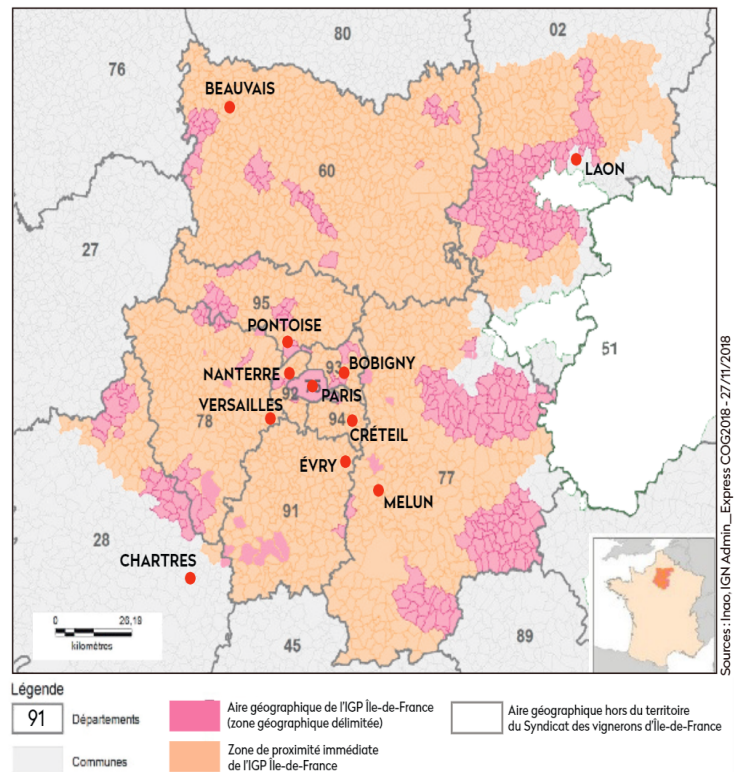 80
02
76
BEAUVAIS
60
LAON
27
95
51
PONTOISE
93
BOBIGNY
NANTERRE
75
92
PARIS
VERSAILLES
78
94
CRÉTEIL
ÉVRY
77
MELUN
91
28
CHARTRES
0 26,19
kilomètres
45
89
Sources : Inao, IGN Admin_Express COG2018 - 27/11/2018
Légende
91 Départements
Communes
Aire géographique de l'IGP Île-de-France
(zone géographique délimitée)
Zone de proximité immédiate
de l'IGP Île-de-France
Aire géographique hors du territoire
du Syndicat des vignerons d'Île-de-France